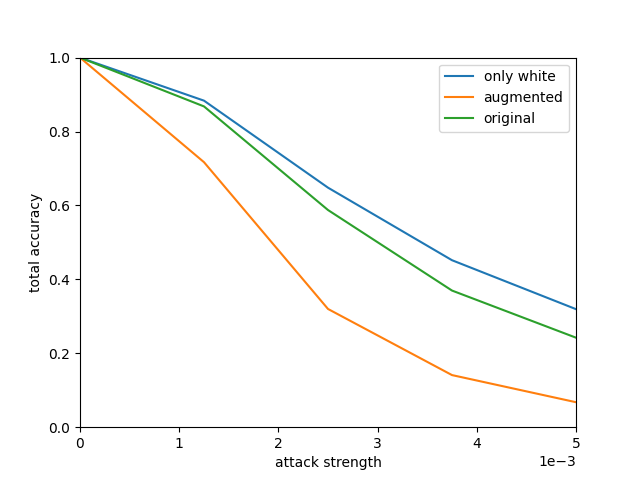 only white
augmented
original
total accuracy
1.0
0.8
0.6
0.4
0.2
0.0
0 1 2 3 4 5
attack strength
1e−3